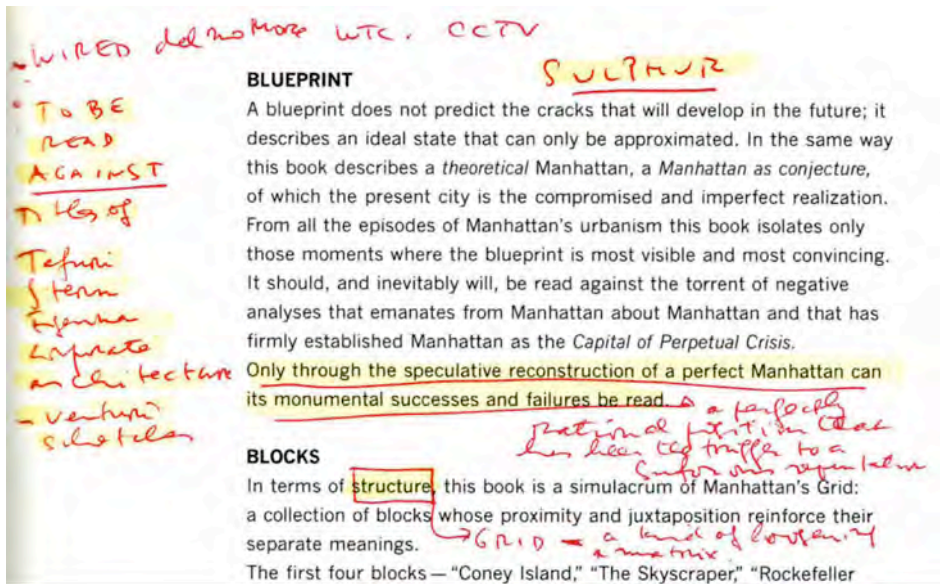 - WIRED del no More WTC. CCTV
SULPHUR
TO BE
READ
AGAINST
titles of
Tafuri
Stern
corporate
architecture
- Venturi
sketches
BLUEPRINT
A blueprint does not predict the cracks that will develop in the future; it
describes an ideal state that can only be approximated. In the same way
this book describes a theoretical Manhattan, a Manhattan as conjecture,
of which the present city is the compromised and imperfect realization.
From all the episodes of Manhattan's urbanism this book isolates only
those moments where the blueprint is most visible and most convincing.
It should, and inevitably will, be read against the torrent of negative
analyses that emanates from Manhattan about Manhattan and that has
firmly established Manhattan as the Capital of Perpetual Crisis.
Only through the speculative reconstruction of a perfect Manhattan can
its monumental successes and failures be read.
a perfectly
rational position that
has been the trigger to a
BLOCKS
In terms of structure, this book is a simulacrum of Manhattan's Grid:
a collection of blocks whose proximity and juxtaposition reinforce their
separate meanings.
GRID - a kind of
a matrix
The first four blocks — "Coney Island," "The Skyscraper" "Rockefeller